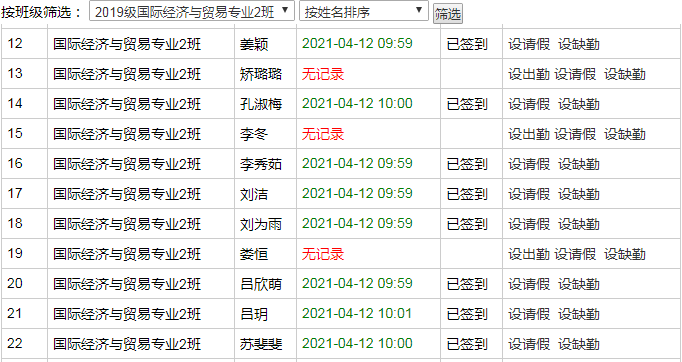 按班级筛选： 2019级国际经济与贸易专业2班 按姓名排序 筛选
12 国际经济与贸易专业2班 姜颖 2021-04-12 09:59 已签到 设请假 设缺勤
13 国际经济与贸易专业2班 矫璐璐 无记录 设出勤 设请假 设缺勤
14 国际经济与贸易专业2班 孔淑梅 2021-04-12 10:00 已签到 设请假 设缺勤
15 国际经济与贸易专业2班 李冬 无记录 设出勤 设请假 设缺勤
16 国际经济与贸易专业2班 李秀茹 2021-04-12 09:59 已签到 设请假 设缺勤
17 国际经济与贸易专业2班 刘洁 2021-04-12 09:59 已签到 设请假 设缺勤
18 国际经济与贸易专业2班 刘为雨 2021-04-12 09:59 已签到 设请假 设缺勤
19 国际经济与贸易专业2班 娄恒 无记录 设出勤 设请假 设缺勤
20 国际经济与贸易专业2班 吕欣萌 2021-04-12 09:59 已签到 设请假 设缺勤
21 国际经济与贸易专业2班 吕玥 2021-04-12 10:01 已签到 设请假 设缺勤
22 国际经济与贸易专业2班 苏斐斐 2021-04-12 10:00 已签到 设请假 设缺勤